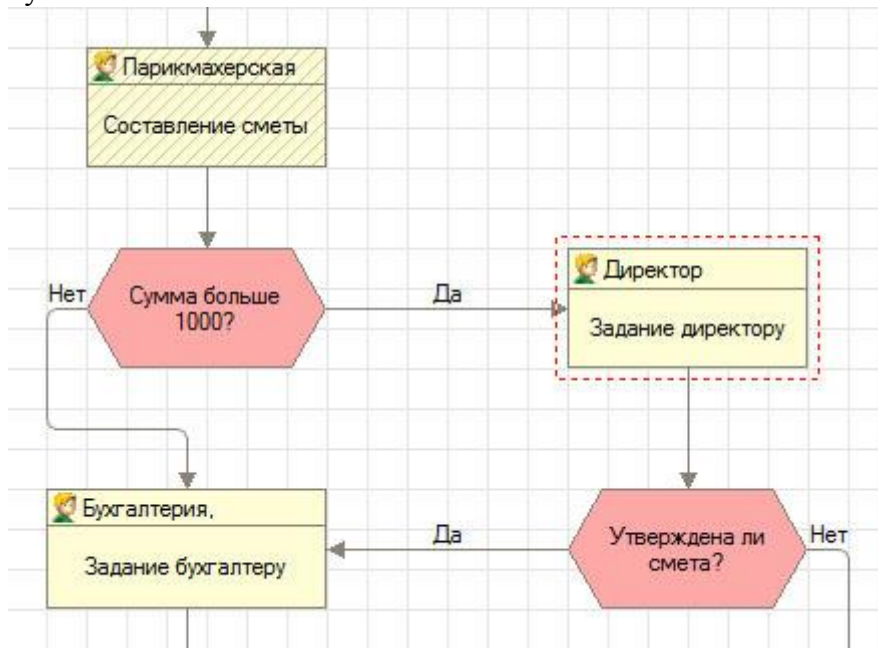 Парикмахерская
Составление сметы
Нет
Сумма больше
1000?
Да
Директор
Задание директору
Бухгалтерия,
Задание бухгалтеру
Да
Утверждена ли
смета?
Нет